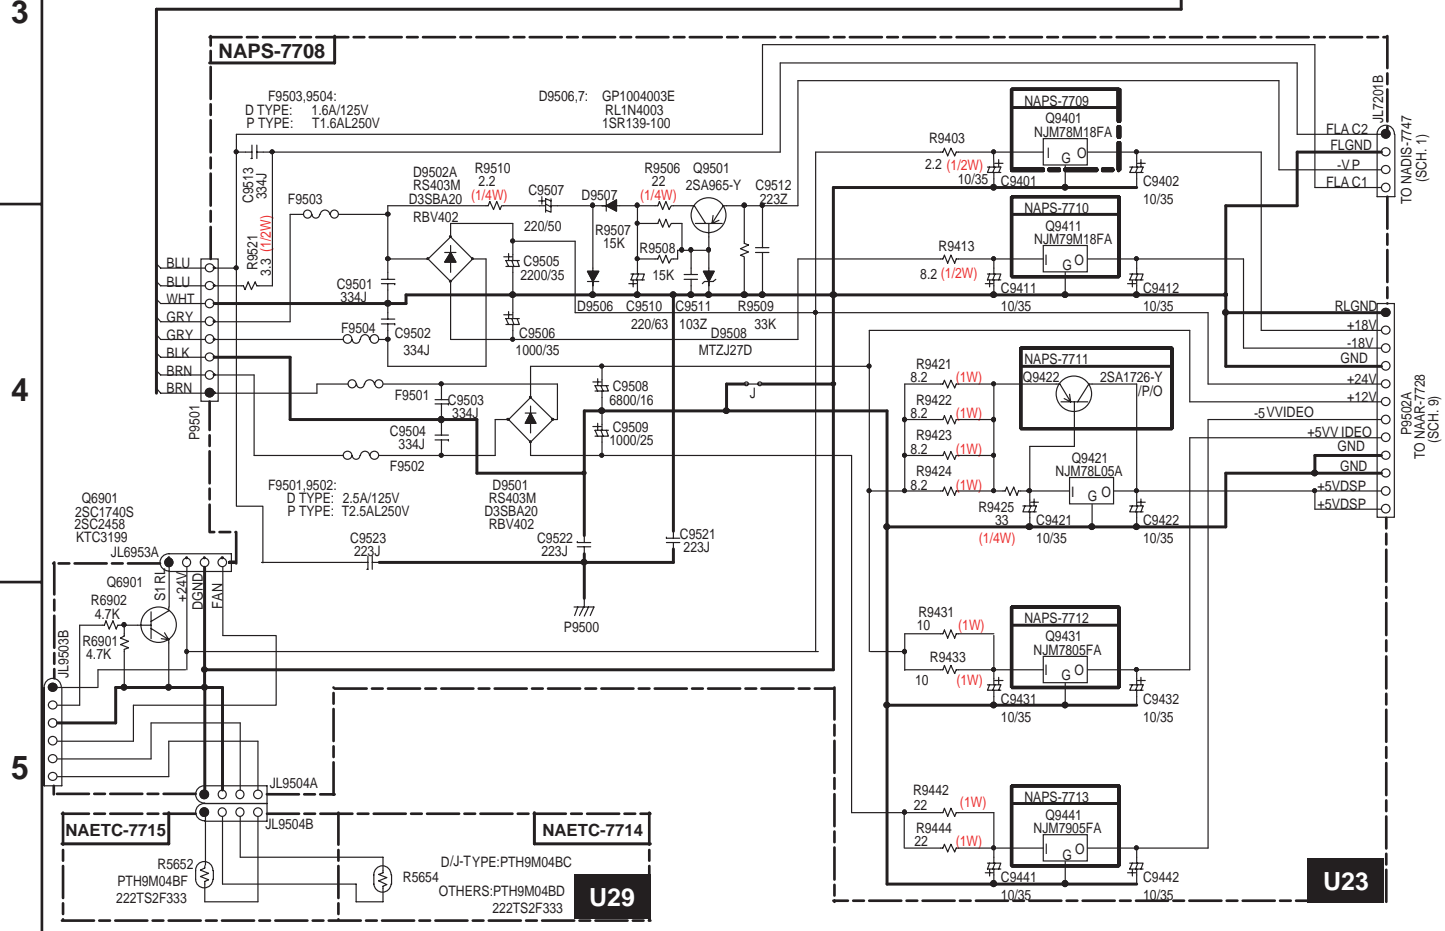 3
NAPS-7708
F9503,9504:
D TYPE: 1.6A/125V
P TYPE: T1.6AL250V
D9506,7: GP1004003E
RL1N4003
1SR139-100
C9513
334J
R9521
3.3 (1/2W)
F9503
D9502A
RS403M
D3SBA20
RBV402
R9510
2.2
(1/4W)
C9507
220/50
D9507
R9506
22
(1/4W)
Q9501
2SA965-Y
C9512
223Z
R9507
15K
R9508
15K
C9505
2200/35
C9501
334J
F9504
C9502
334J
C9506
1000/35
D9506
C9510
220/63
C9511
103Z
R9509
33K
D9508
MTZJ27D
BLU
BLU
WHT
GRY
GRY
BLK
BRN
BRN
P9501
R9403
2.2 (1/2W)
10/35
C9401
NAPS-7709
Q9401
NJM78M18FA
I G O
C9402
10/35
NAPS-7710
Q9411
NJM79M18FA
I G O
R9413
8.2 (1/2W)
C9411
10/35
C9412
10/35
JL7201B
FLA C2
FLGND
-V P
FLA C1
TO NADIS-7747
(SCH. 1)
4
RLGND
+18V
-18V
GND
+24V
+12V
-5 VVIDEO
+5VV IDEO
GND
GND
+5VDSP
+5VDSP
P9502A
TO NAAR-7728
(SCH. 9)
F9501
C9503
334J
C9504
334J
F9502
C9508
6800/16
C9509
1000/25
J
F9501,9502:
D TYPE: 2.5A/125V
P TYPE: T2.5AL250V
D9501
RS403M
D3SBA20
RBV402
R9421
8.2 (1W)
R9422
8.2 (1W)
R9423
8.2 (1W)
R9424
8.2 (1W)
NAPS-7711
Q9422
2SA1726-Y
/P/O
Q9421
NJM78L05A
I G O
R9425
33
(1/4W)
C9421
10/35
C9422
10/35
Q6901
2SC1740S
2SC2458
KTC3199
JL6953A
C9523
223J
C9522
223J
C9521
223J
P9500
Q6901
S1 RL
+24V
DGND
FAN
R6902
4.7K
R6901
4.7K
JL9503B
R9431
10 (1W)
R9433
10 (1W)
NAPS-7712
Q9431
NJM7805FA
I G O
C9431
10/35
C9432
10/35
5
JL9504A
JL9504B
R9442
22 (1W)
R9444
22 (1W)
NAPS-7713
Q9441
NJM7905FA
I G O
C9441
10/35
C9442
10/35
NAETC-7715
NAETC-7714
R5652
PTH9M04BF
222TS2F333
R5654
D/J-TYPE:PTH9M04BC
OTHERS:PTH9M04BD
222TS2F333
U29
U23